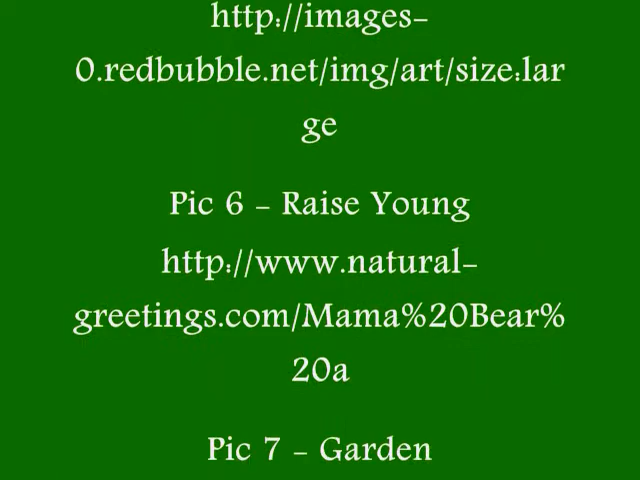 http://images-
0.redbubble.net/img/art/size:lar
ge
Pic 6 - Raise Young
http://www.natural-
greetings.com/Mama%20Bear%
20a
Pic 7 - Garden